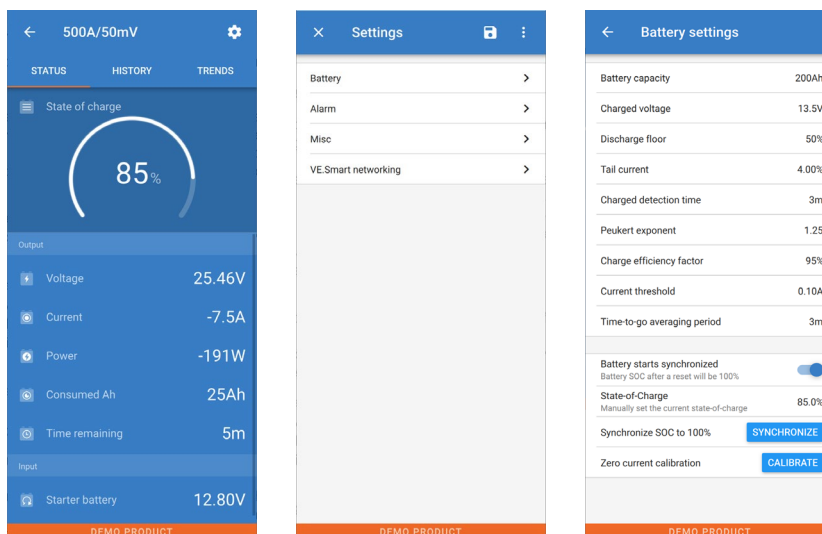 500A/50mV
STATUS HISTORY TRENDS
State of charge
85%
Output
Voltage 25.46V
Current -7.5A
Power -191W
Consumed Ah 25Ah
Time remaining 5m
Input
Starter battery 12.80V
DEMO PRODUCT
Settings
Battery
Alarm
Misc
VE.Smart networking
DEMO PRODUCT
Battery settings
Battery capacity 200Ah
Charged voltage 13.5V
Discharge floor 50%
Tail current 4.00%
Charged detection time 3m
Peukert exponent 1.25
Charge efficiency factor 95%
Current threshold 0.10A
Time-to-go averaging period 3m
Battery starts synchronized
Battery SOC after a reset will be 100%
State-of-Charge 85.0%
Manually set the current state-of-charge
Synchronize SOC to 100% SYNCHRONIZE
Zero current calibration CALIBRATE
DEMO PRODUCT